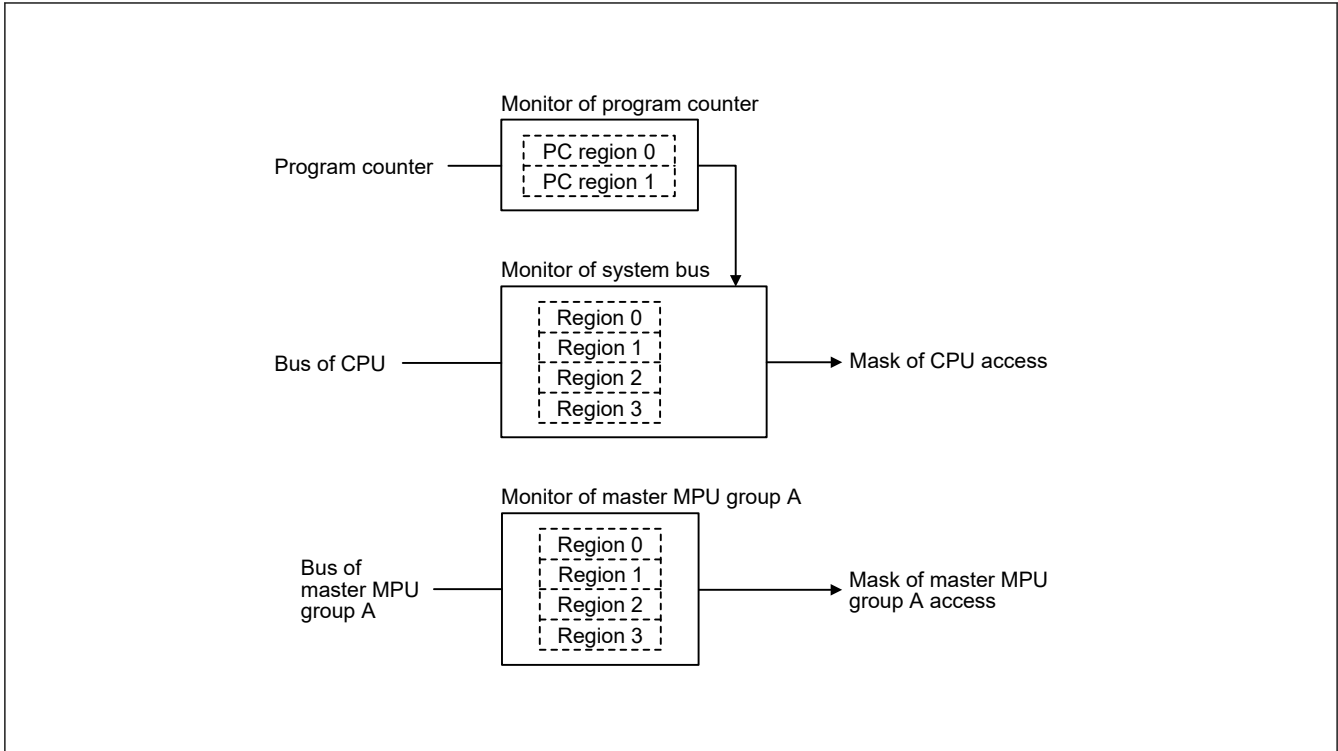 Monitor of program counter
Program counter
PC region 0
PC region 1
Monitor of system bus
Bus of CPU
Region 0
Region 1
Region 2
Region 3
Mask of CPU access
Monitor of master MPU group A
Bus of
master MPU
group A
Region 0
Region 1
Region 2
Region 3
Mask of master MPU
group A access